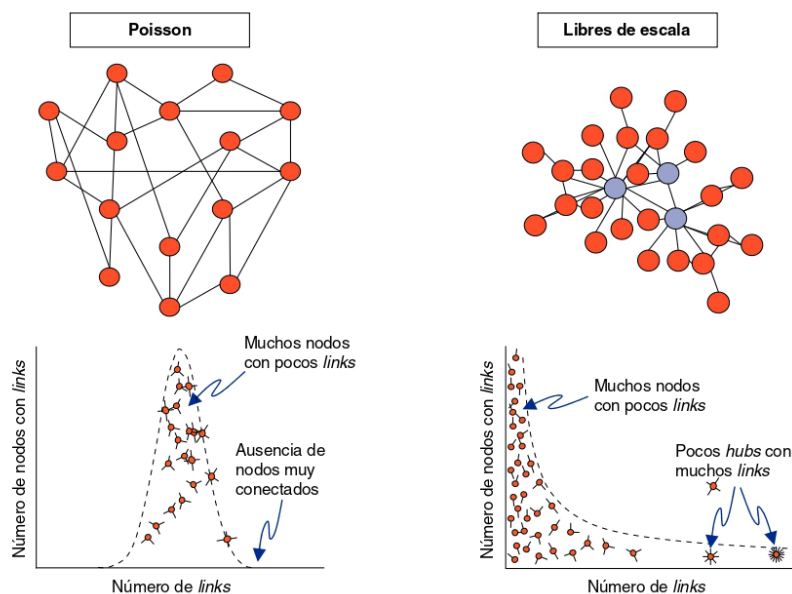 Poisson
Libres de escala
Número de nodos con links
Muchos nodos
con pocos links
Ausencia de
nodos muy
conectados
Número de links
Número de nodos con links
Muchos nodos
con pocos links
Pocos hubs con
muchos links
Número de links